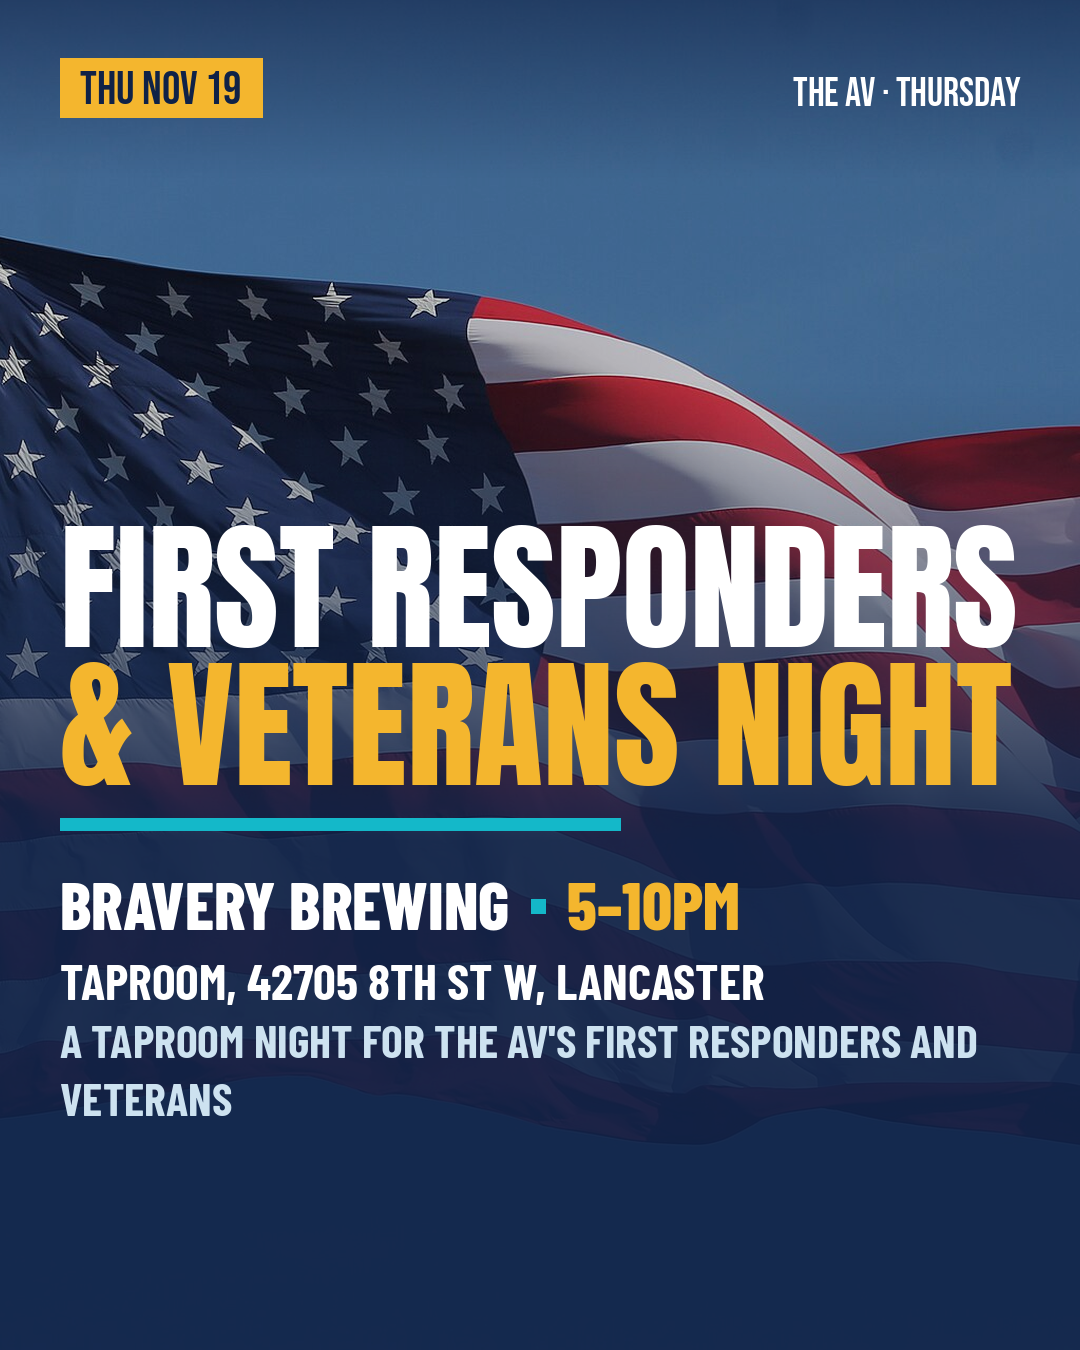 THU NOV 19
THE AV · THURSDAY
FIRST RESPONDERS
& VETERANS NIGHT
BRAVERY BREWING ▪ 5–10PM
TAPROOM, 42705 8TH ST W, LANCASTER
A TAPROOM NIGHT FOR THE AV'S FIRST RESPONDERS AND
VETERANS